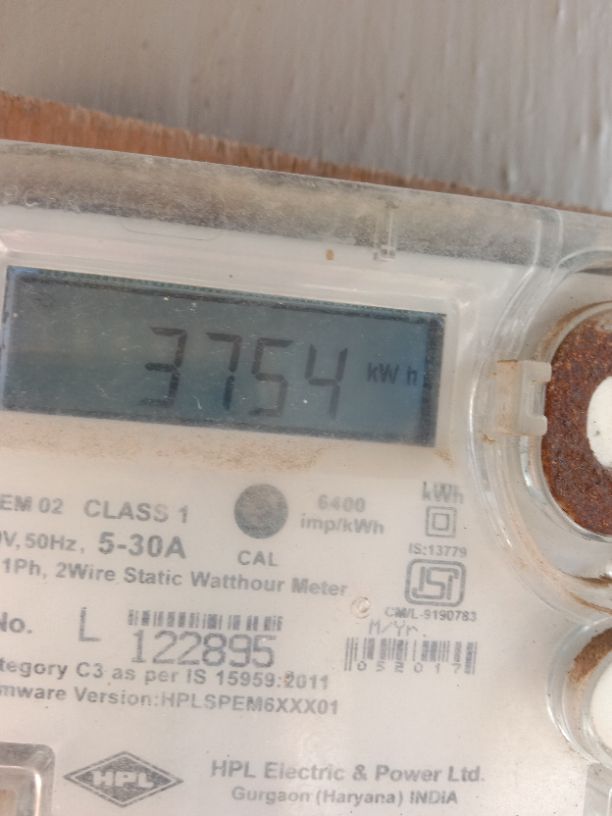 3754 kWh
EM 02 CLASS 1
6400
imp/kWh
kWh
V, 50Hz, 5-30A
CAL
IS:13779
1Ph, 2Wire Static Watthour Meter
ISI
CM/L-9190783
No. L 122895
M/Yr.
052017
tegory C3 as per IS 15959:2011
mware Version:HPLSPEM6XXX01
HPL
HPL Electric & Power Ltd.
Gurgaon (Haryana) INDIA